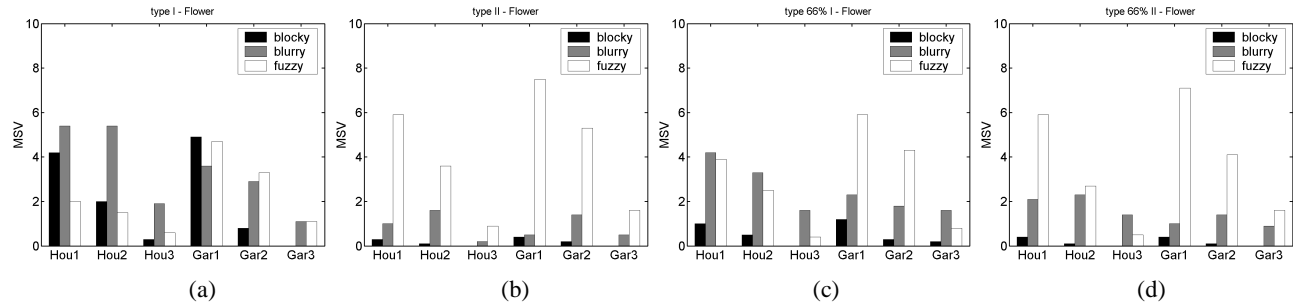 type I - Flower
10
8
6
4
2
0
MSV
blocky
blurry
fuzzy
Hou1 Hou2 Hou3 Gar1 Gar2 Gar3
(a)
type II - Flower
10
8
6
4
2
0
MSV
blocky
blurry
fuzzy
Hou1 Hou2 Hou3 Gar1 Gar2 Gar3
(b)
type 66% I - Flower
10
8
6
4
2
0
MSV
blocky
blurry
fuzzy
Hou1 Hou2 Hou3 Gar1 Gar2 Gar3
(c)
type 66% II - Flower
10
8
6
4
2
0
MSV
blocky
blurry
fuzzy
Hou1 Hou2 Hou3 Gar1 Gar2 Gar3
(d)